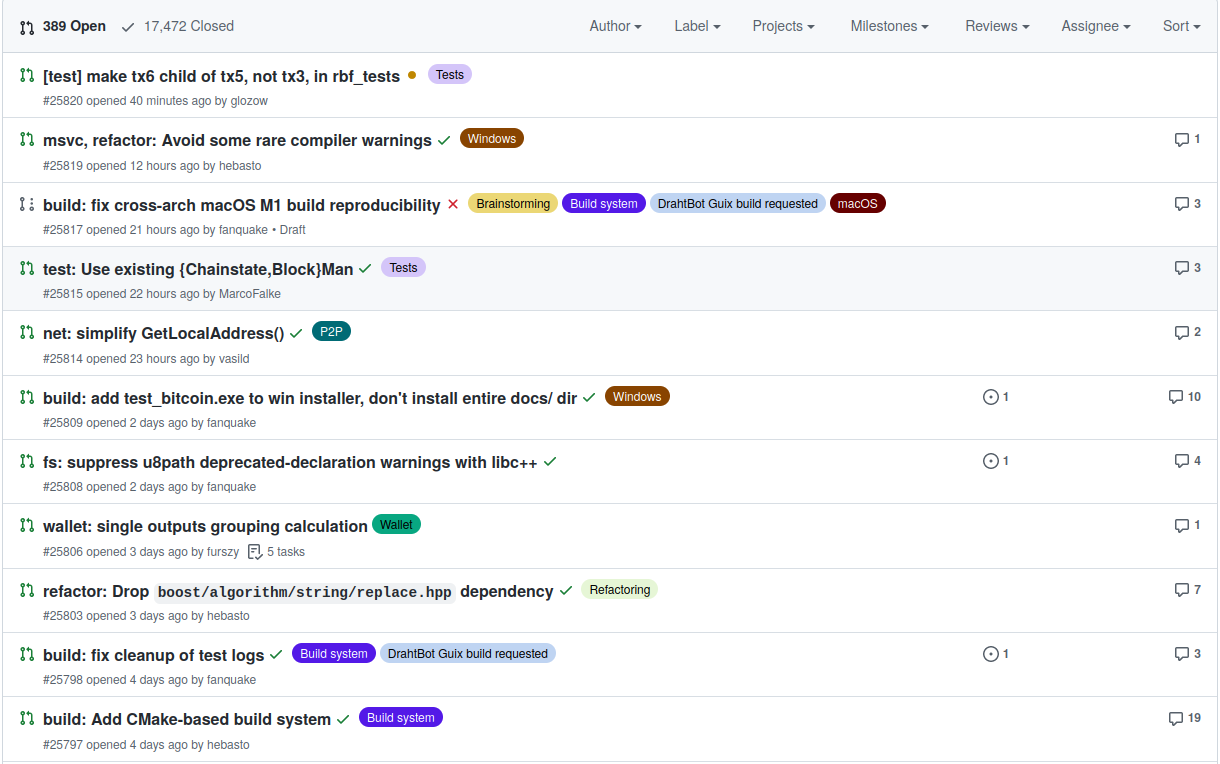 389 Open 17,472 Closed Author Label Projects Milestones Reviews Assignee Sort
[test] make tx6 child of tx5, not tx3, in rbf_tests Tests
#25820 opened 40 minutes ago by glozow
msvc, refactor: Avoid some rare compiler warnings Windows 1
#25819 opened 12 hours ago by hebasto
build: fix cross-arch macOS M1 build reproducibility Brainstorming Build system DrahtBot Guix build requested macOS 3
#25817 opened 21 hours ago by fanquake • Draft
test: Use existing {Chainstate,Block}Man Tests 3
#25815 opened 22 hours ago by MarcoFalke
net: simplify GetLocalAddress() P2P 2
#25814 opened 23 hours ago by vasild
build: add test_bitcoin.exe to win installer, don't install entire docs/ dir Windows 1 10
#25809 opened 2 days ago by fanquake
fs: suppress u8path deprecated-declaration warnings with libc++ 1 4
#25808 opened 2 days ago by fanquake
wallet: single outputs grouping calculation Wallet 1
#25806 opened 3 days ago by furszy 5 tasks
refactor: Drop boost/algorithm/string/replace.hpp dependency Refactoring 7
#25803 opened 3 days ago by hebasto
build: fix cleanup of test logs Build system DrahtBot Guix build requested 1 3
#25798 opened 4 days ago by fanquake
build: Add CMake-based build system Build system 19
#25797 opened 4 days ago by hebasto